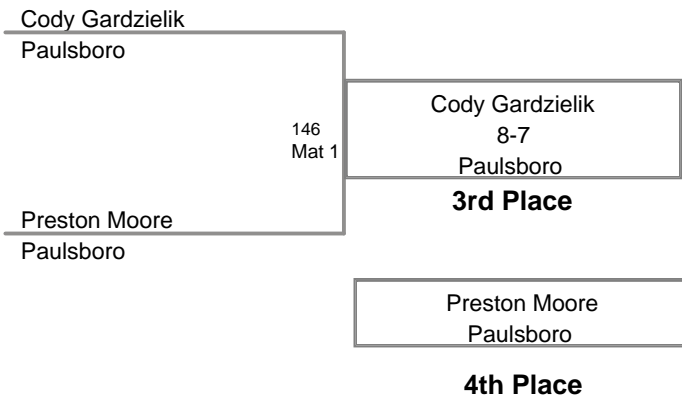 Cody Gardzielik
Paulsboro
146
Mat 1
Cody Gardzielik
8-7
Paulsboro
3rd Place
Preston Moore
Paulsboro
Preston Moore
Paulsboro
4th Place